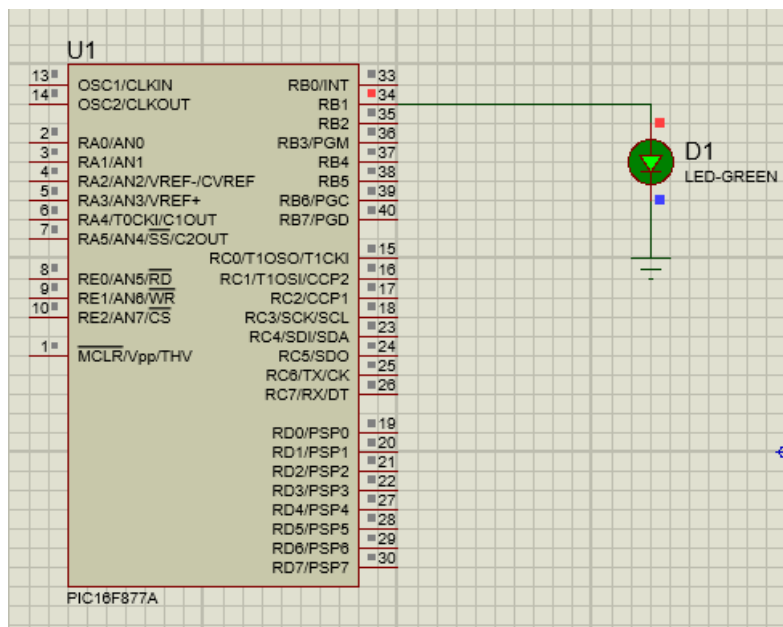 U1
13 OSC1/CLKIN
14 OSC2/CLKOUT
2 RA0/AN0
3 RA1/AN1
4 RA2/AN2/VREF-/CVREF
5 RA3/AN3/VREF+
6 RA4/T0CKI/C1OUT
7 RA5/AN4/SS/C2OUT
8 RE0/AN5/RD
9 RE1/AN6/WR
10 RE2/AN7/CS
1 MCLR/Vpp/THV
RB0/INT 33
RB1 34
RB2 35
RB3/PGM 36
RB4 37
RB5 38
RB6/PGC 39
RB7/PGD 40
RC0/T1OSO/T1CKI 15
RC1/T1OSI/CCP2 16
RC2/CCP1 17
RC3/SCK/SCL 18
RC4/SDI/SDA 23
RC5/SDO 24
RC6/TX/CK 25
RC7/RX/DT 26
RD0/PSP0 19
RD1/PSP1 20
RD2/PSP2 21
RD3/PSP3 22
RD4/PSP4 27
RD5/PSP5 28
RD6/PSP6 29
RD7/PSP7 30
PIC16F877A
D1
LED-GREEN